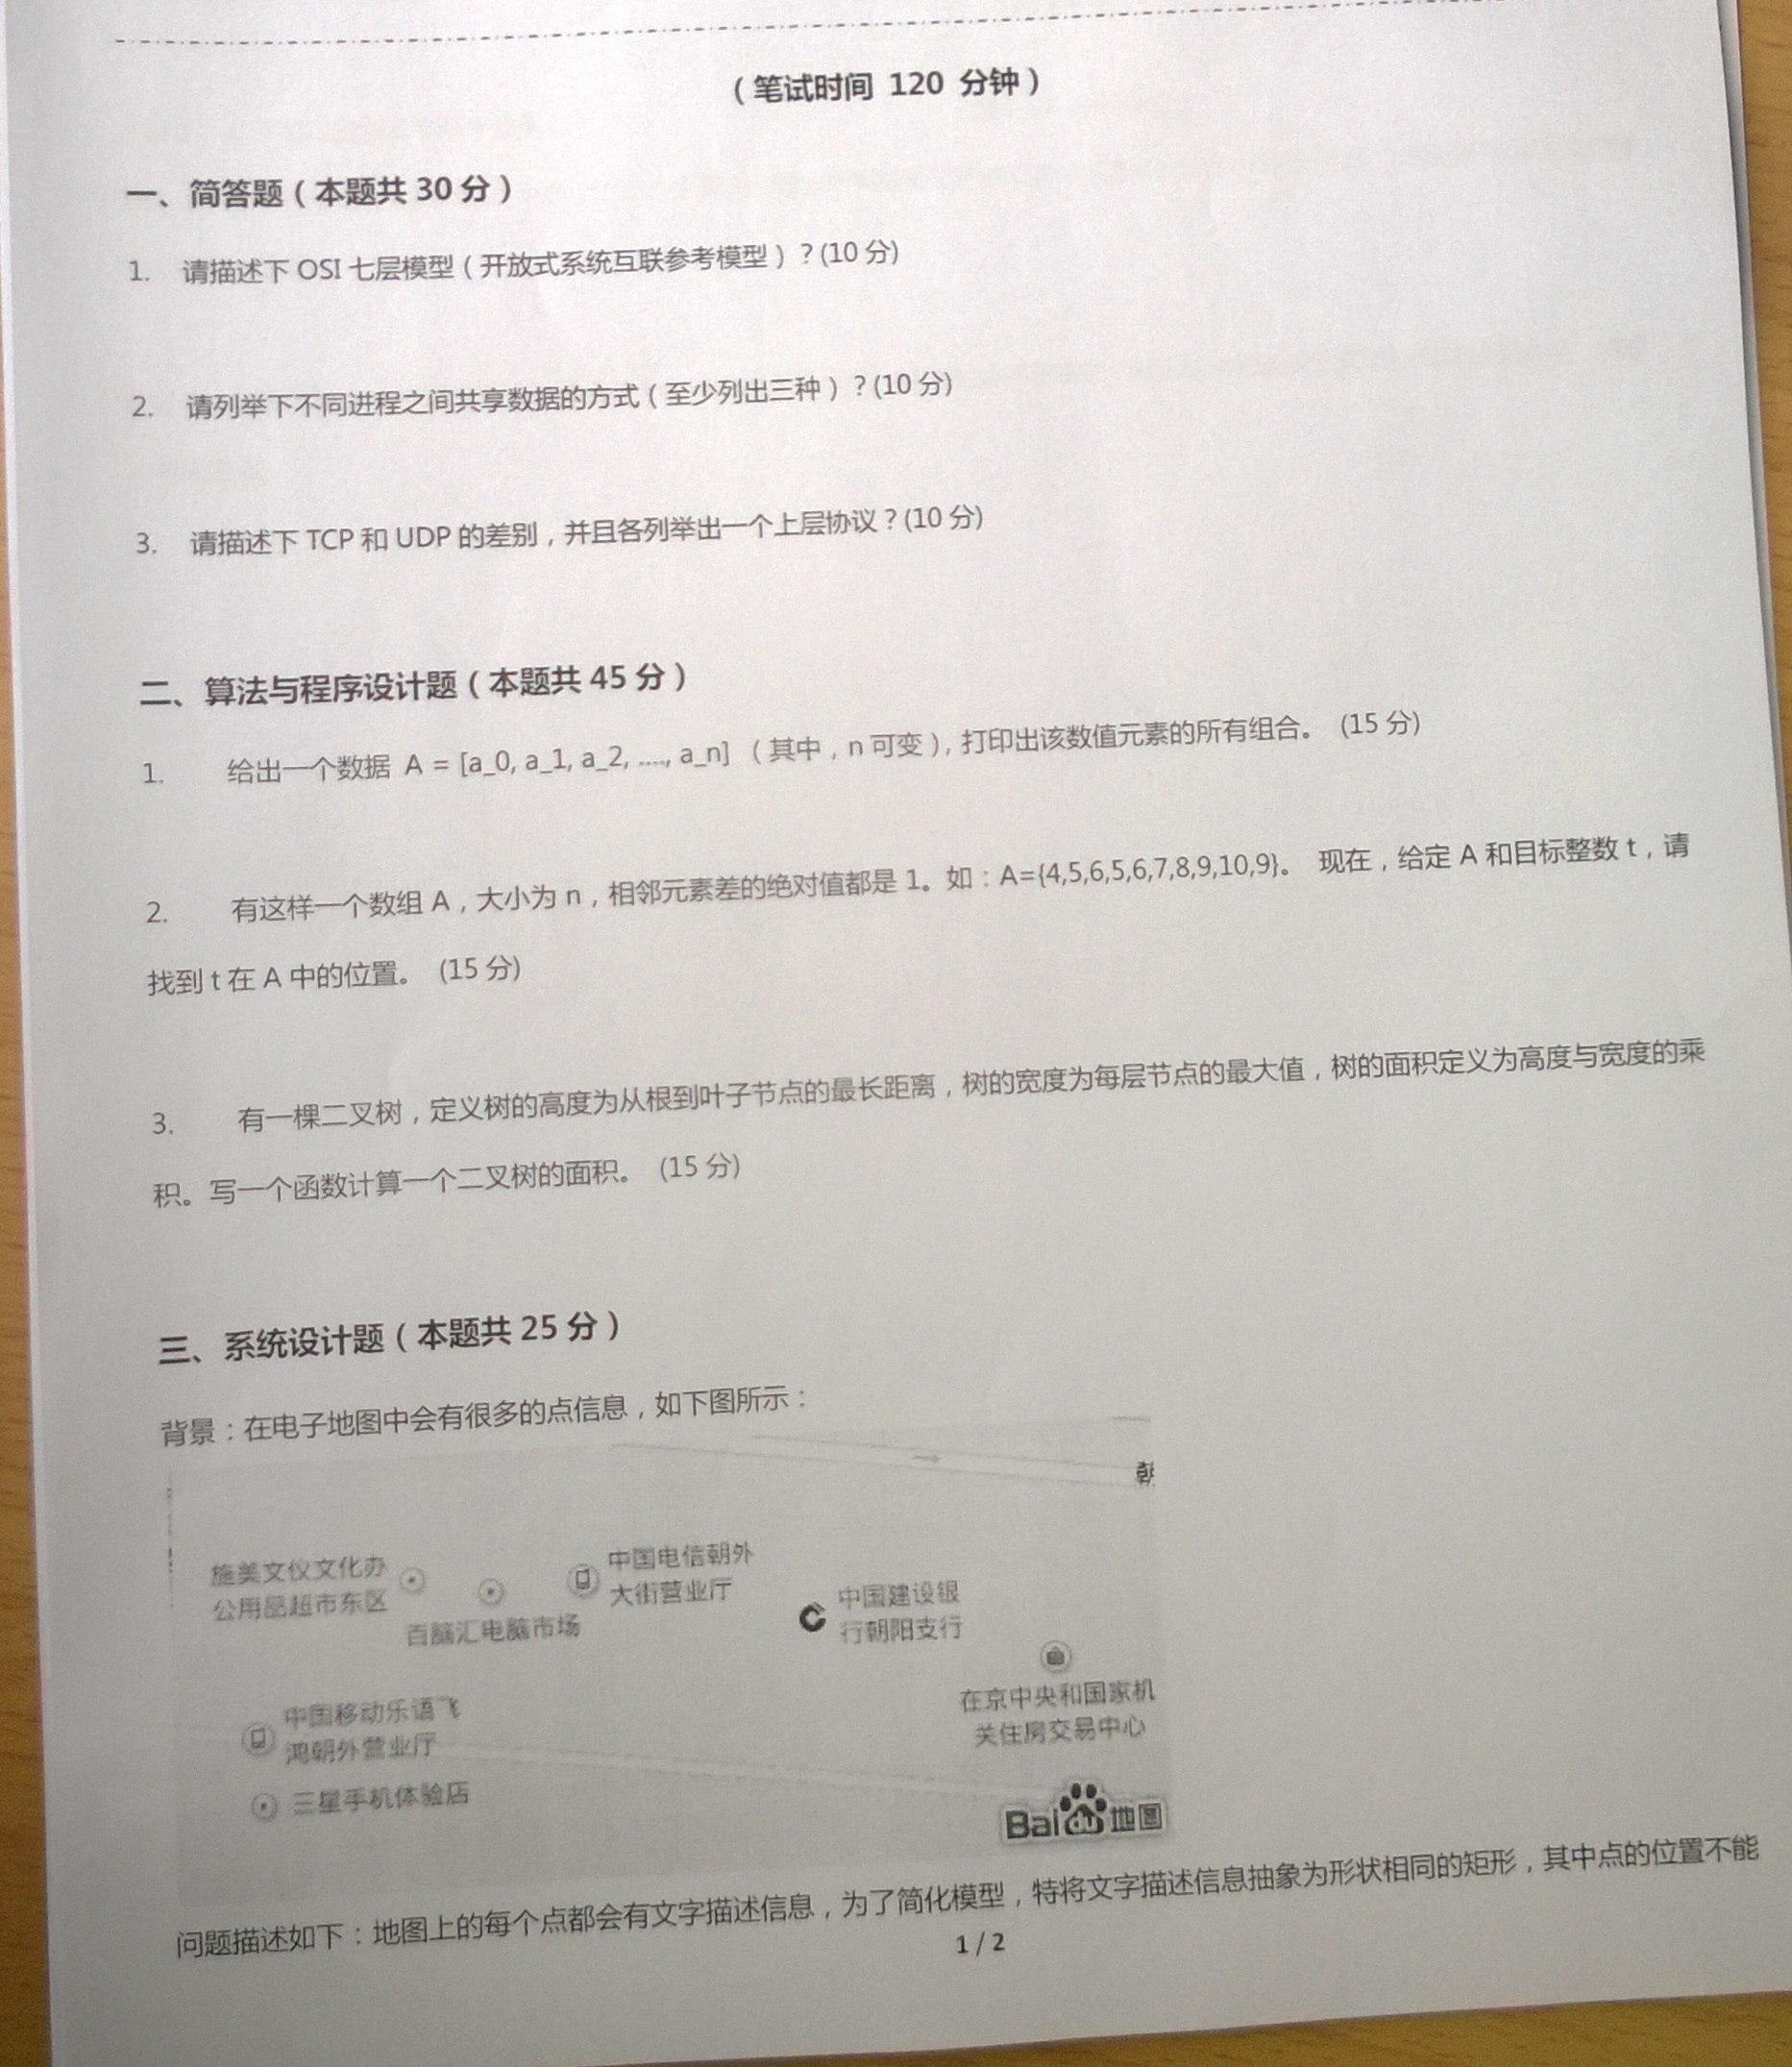 （笔试时间 120 分钟）
一、简答题（本题共 30 分）
1. 请描述下 OSI 七层模型（开放式系统互联参考模型）？(10 分)
2. 请列举下不同进程之间共享数据的方式（至少列出三种）？(10 分)
3. 请描述下 TCP 和 UDP 的差别，并且各列举出一个上层协议？(10 分)
二、算法与程序设计题（本题共 45 分）
1. 给出一个数据 A = [a_0, a_1, a_2, ...., a_n] （其中，n 可变）, 打印出该数值元素的所有组合。 (15 分)
2. 有这样一个数组 A，大小为 n，相邻元素差的绝对值都是 1。如：A={4,5,6,5,6,7,8,9,10,9}。 现在，给定 A 和目标整数 t，请
找到 t 在 A 中的位置。 (15 分)
3. 有一棵二叉树，定义树的高度为从根到叶子节点的最长距离，树的宽度为每层节点的最大值，树的面积定义为高度与宽度的乘
积。写一个函数计算一个二叉树的面积。 (15 分)
三、系统设计题（本题共 25 分）
背景：在电子地图中会有很多的点信息，如下图所示：
施美文仪文化办
公用品超市东区
百脑汇电脑市场
中国电信朝外
大街营业厅
中国建设银
行朝阳支行
在京中央和国家机
关住房交易中心
中国移动乐语飞
鸿朝外营业厅
三星手机体验店
Bai du 地图
问题描述如下：地图上的每个点都会有文字描述信息，为了简化模型，特将文字描述信息抽象为形状相同的矩形，其中点的位置不能
1 / 2